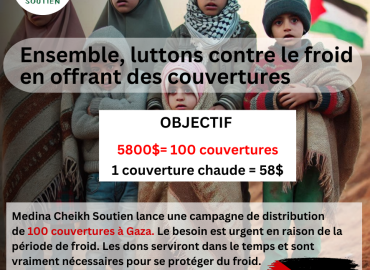 SOUTIEN
Ensemble, luttons contre le froid
en offrant des couvertures
OBJECTIF
5800$= 100 couvertures
1 couverture chaude = 58$
Medina Cheikh Soutien lance une campagne de distribution
de 100 couvertures à Gaza. Le besoin est urgent en raison de la
période de froid. Les dons serviront dans le temps et sont
vraiment nécessaires pour se protéger du froid.